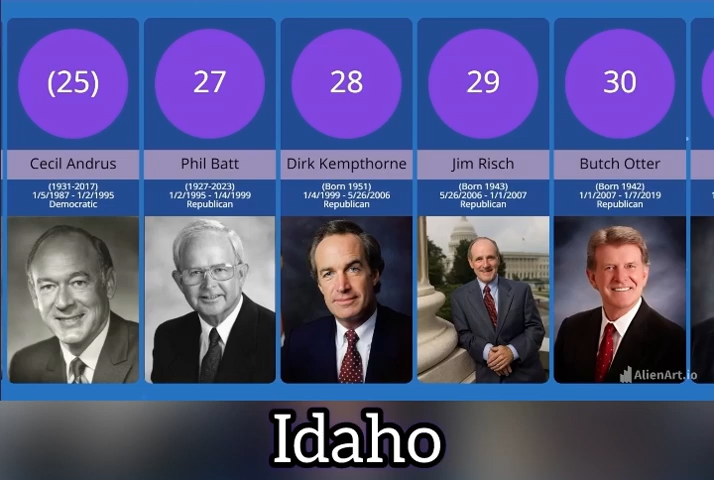 (25)
27
28
29
30
Cecil Andrus
Phil Batt
Dirk Kempthorne
Jim Risch
Butch Otter
(1931-2017)
1/5/1987 - 1/2/1995
Democratic
(1927-2023)
1/2/1995 - 1/4/1999
Republican
(Born 1951)
1/4/1999 - 5/26/2006
Republican
(Born 1943)
5/26/2006 - 1/1/2007
Republican
(Born 1942)
1/1/2007 - 1/7/2019
Republican
AlienArt.io
Idaho